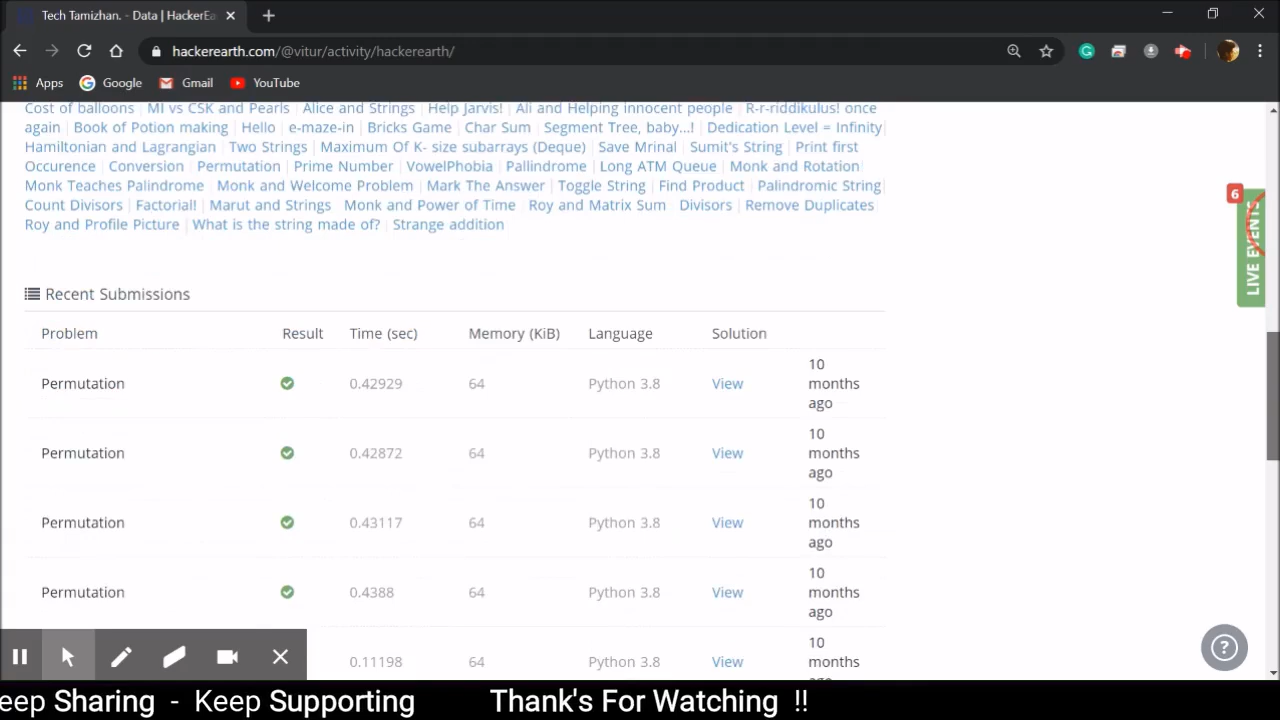 Tech Tamizhan. - Data | HackerEa
hackerearth.com/@vitur/activity/hackerearth/
Apps Google Gmail YouTube
Cost of balloons | MI vs CSK and Pearls | Alice and Strings | Help Jarvis! | Ali and Helping innocent people | R-r-riddikulus! once
again | Book of Potion making | Hello | e-maze-in | Bricks Game | Char Sum | Segment Tree, baby...! | Dedication Level = Infinity |
Hamiltonian and Lagrangian | Two Strings | Maximum Of K- size subarrays (Deque) | Save Mrinal | Sumit's String | Print first
Occurence | Conversion | Permutation | Prime Number | VowelPhobia | Pallindrome | Long ATM Queue | Monk and Rotation |
Monk Teaches Palindrome | Monk and Welcome Problem | Mark The Answer | Toggle String | Find Product | Palindromic String |
Count Divisors | Factorial! | Marut and Strings | Monk and Power of Time | Roy and Matrix Sum | Divisors | Remove Duplicates |
Roy and Profile Picture | What is the string made of? | Strange addition
6
LIVE EVENTS
Recent Submissions
Problem Result Time (sec) Memory (KiB) Language Solution
Permutation 0.42929 64 Python 3.8 View 10 months ago
Permutation 0.42872 64 Python 3.8 View 10 months ago
Permutation 0.43117 64 Python 3.8 View 10 months ago
Permutation 0.4388 64 Python 3.8 View 10 months ago
0.11198 64 Python 3.8 View 10 months
eep Sharing - Keep Supporting Thank's For Watching !!